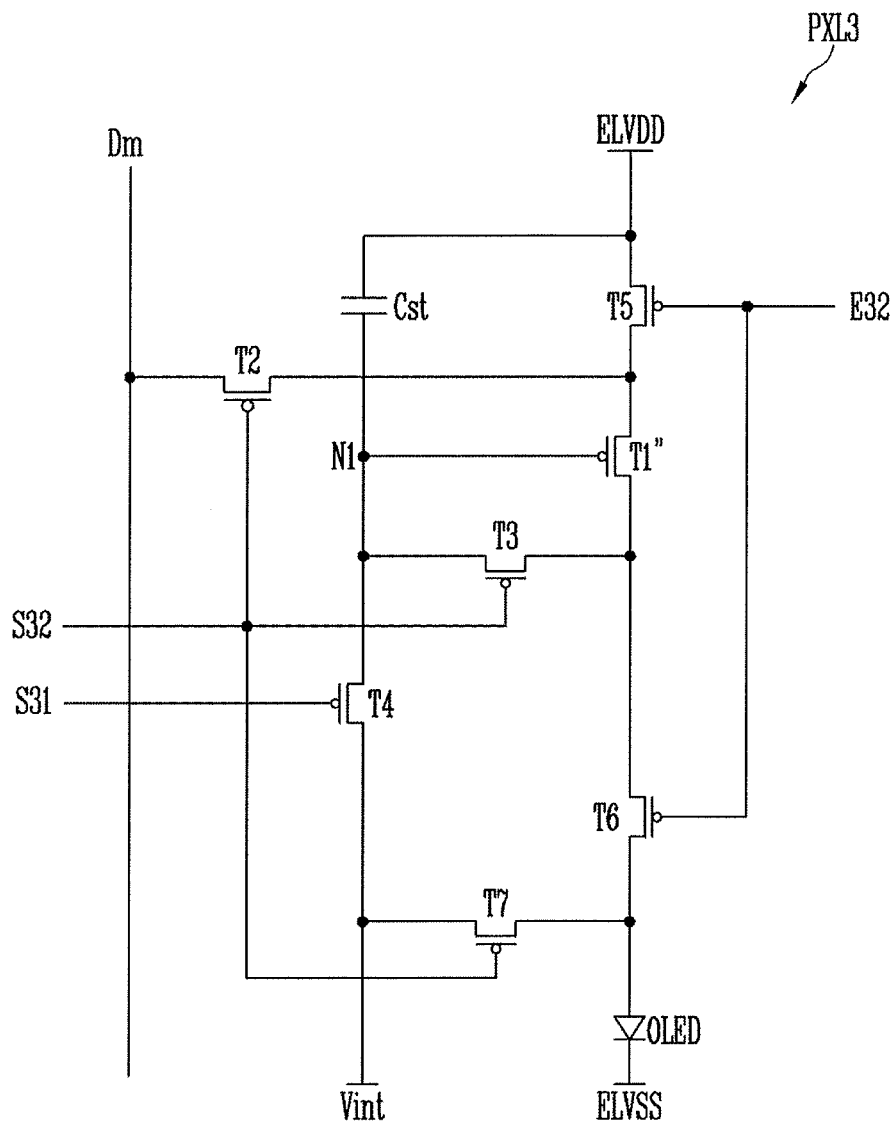 PXL3
Dm
ELVDD
Cst
T5
E32
T2
N1
T1"
T3
S32
S31
T4
T6
T7
OLED
Vint
ELVSS